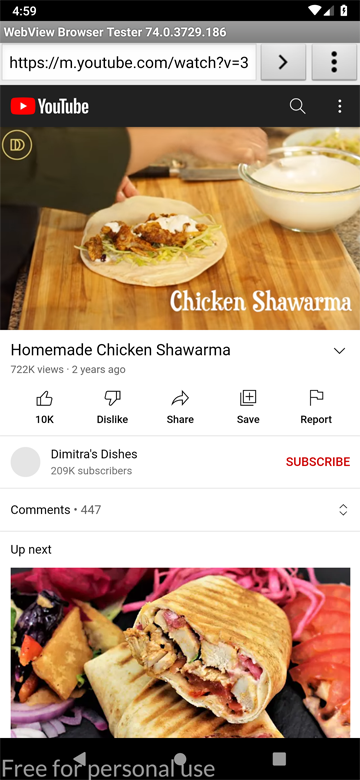 4:59
WebView Browser Tester 74.0.3729.186
https://m.youtube.com/watch?v=3
YouTube
Chicken Shawarma
Homemade Chicken Shawarma
722K views · 2 years ago
10K Dislike Share Save Report
Dimitra's Dishes
209K subscribers
SUBSCRIBE
Comments • 447
Up next
Free for personal use